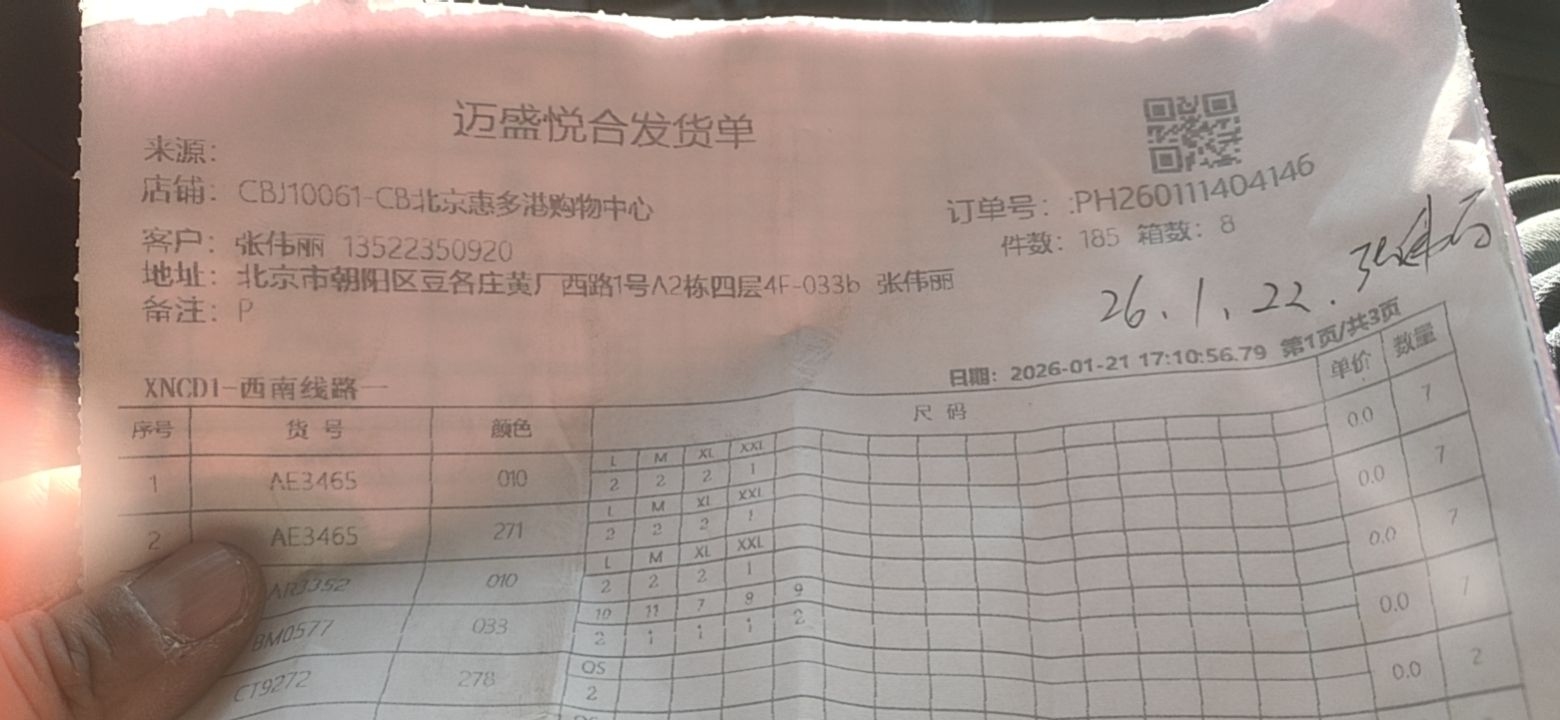 迈盛悦合发货单
来源：
店铺：CBJ10061-CB北京惠多港购物中心
订单号：:PH260111404146
客户：张伟丽 13522350920
件数：185 箱数：8
地址：北京市朝阳区豆各庄黄厂西路1号A2栋四层4F-033b 张伟丽
备注：P
26.1.22.
日期：2026-01-21 17:10:56.79 第1页/共3页
XNCD1-西南线路一
序号 货号 颜色 尺码 单价 数量
L M XL XXL
1 AE3465 010 2 2 2 1 0.0 7
L M XL XXL
2 AE3465 271 2 2 2 1 0.0 7
L M XL XXL
010 2 2 2 1 0.0 7
10 11 7 8 9
BM0577 033 2 1 1 1 2 0.0 7
OS
CT9272 278 2 0.0 2
OS